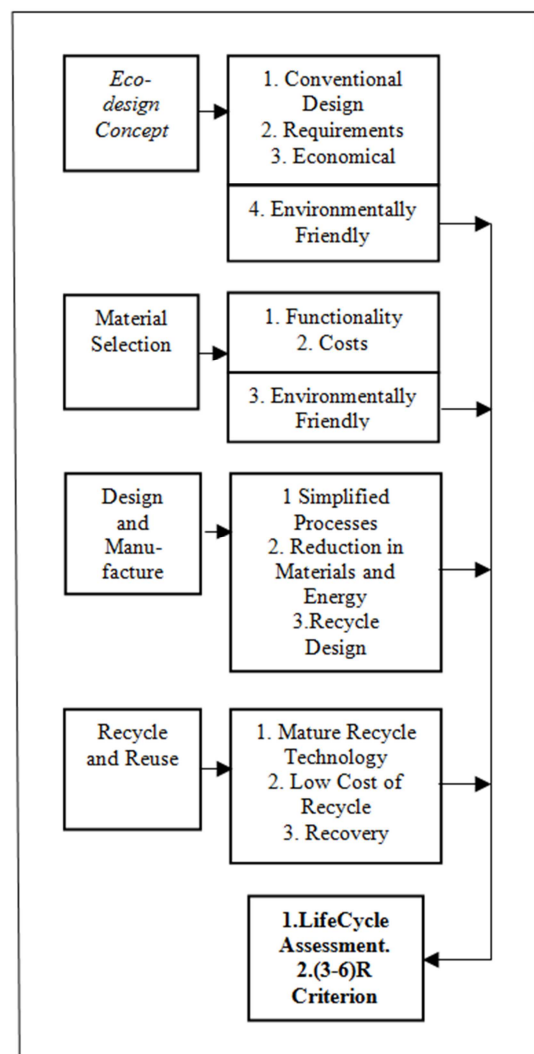 Eco-
design
Concept
1. Conventional
Design
2. Requirements
3. Economical
4. Environmentally
Friendly
Material
Selection
1. Functionality
2. Costs
3. Environmentally
Friendly
Design
and
Manu-
facture
1 Simplified
Processes
2. Reduction in
Materials and
Energy
3.Recycle
Design
Recycle
and Reuse
1. Mature Recycle
Technology
2. Low Cost of
Recycle
3. Recovery
1.LifeCycle
Assessment.
2.(3-6)R
Criterion